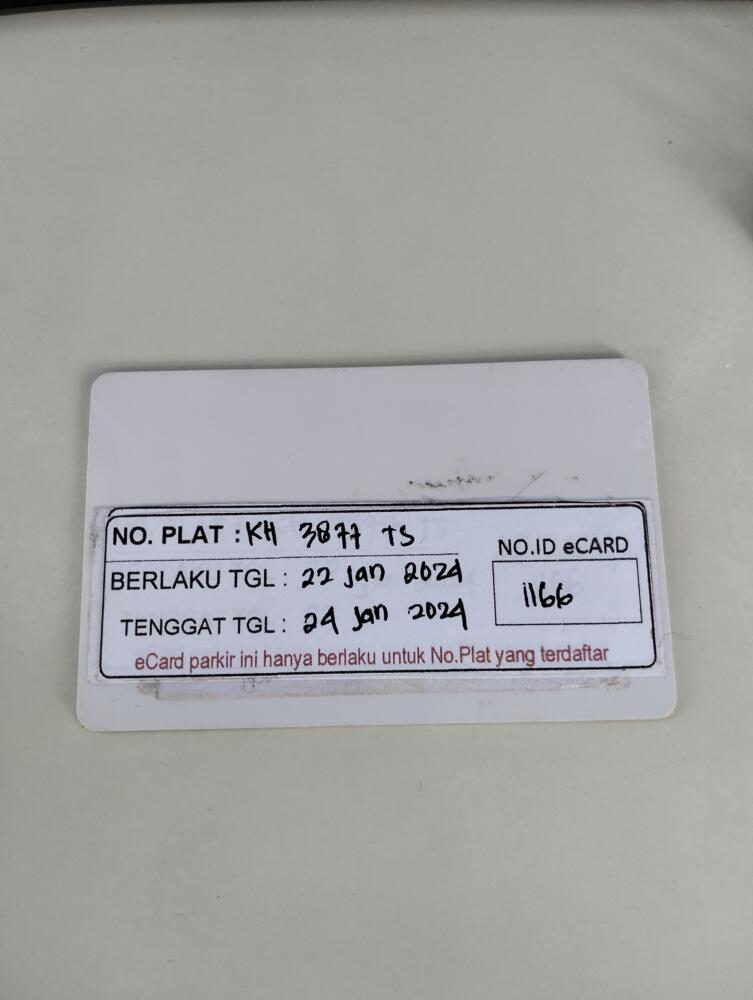 NO. PLAT : KH 3877 TS
NO.ID eCARD
BERLAKU TGL : 22 Jan 2024
1166
TENGGAT TGL : 24 Jan 2024
eCard parkir ini hanya berlaku untuk No.Plat yang terdaftar